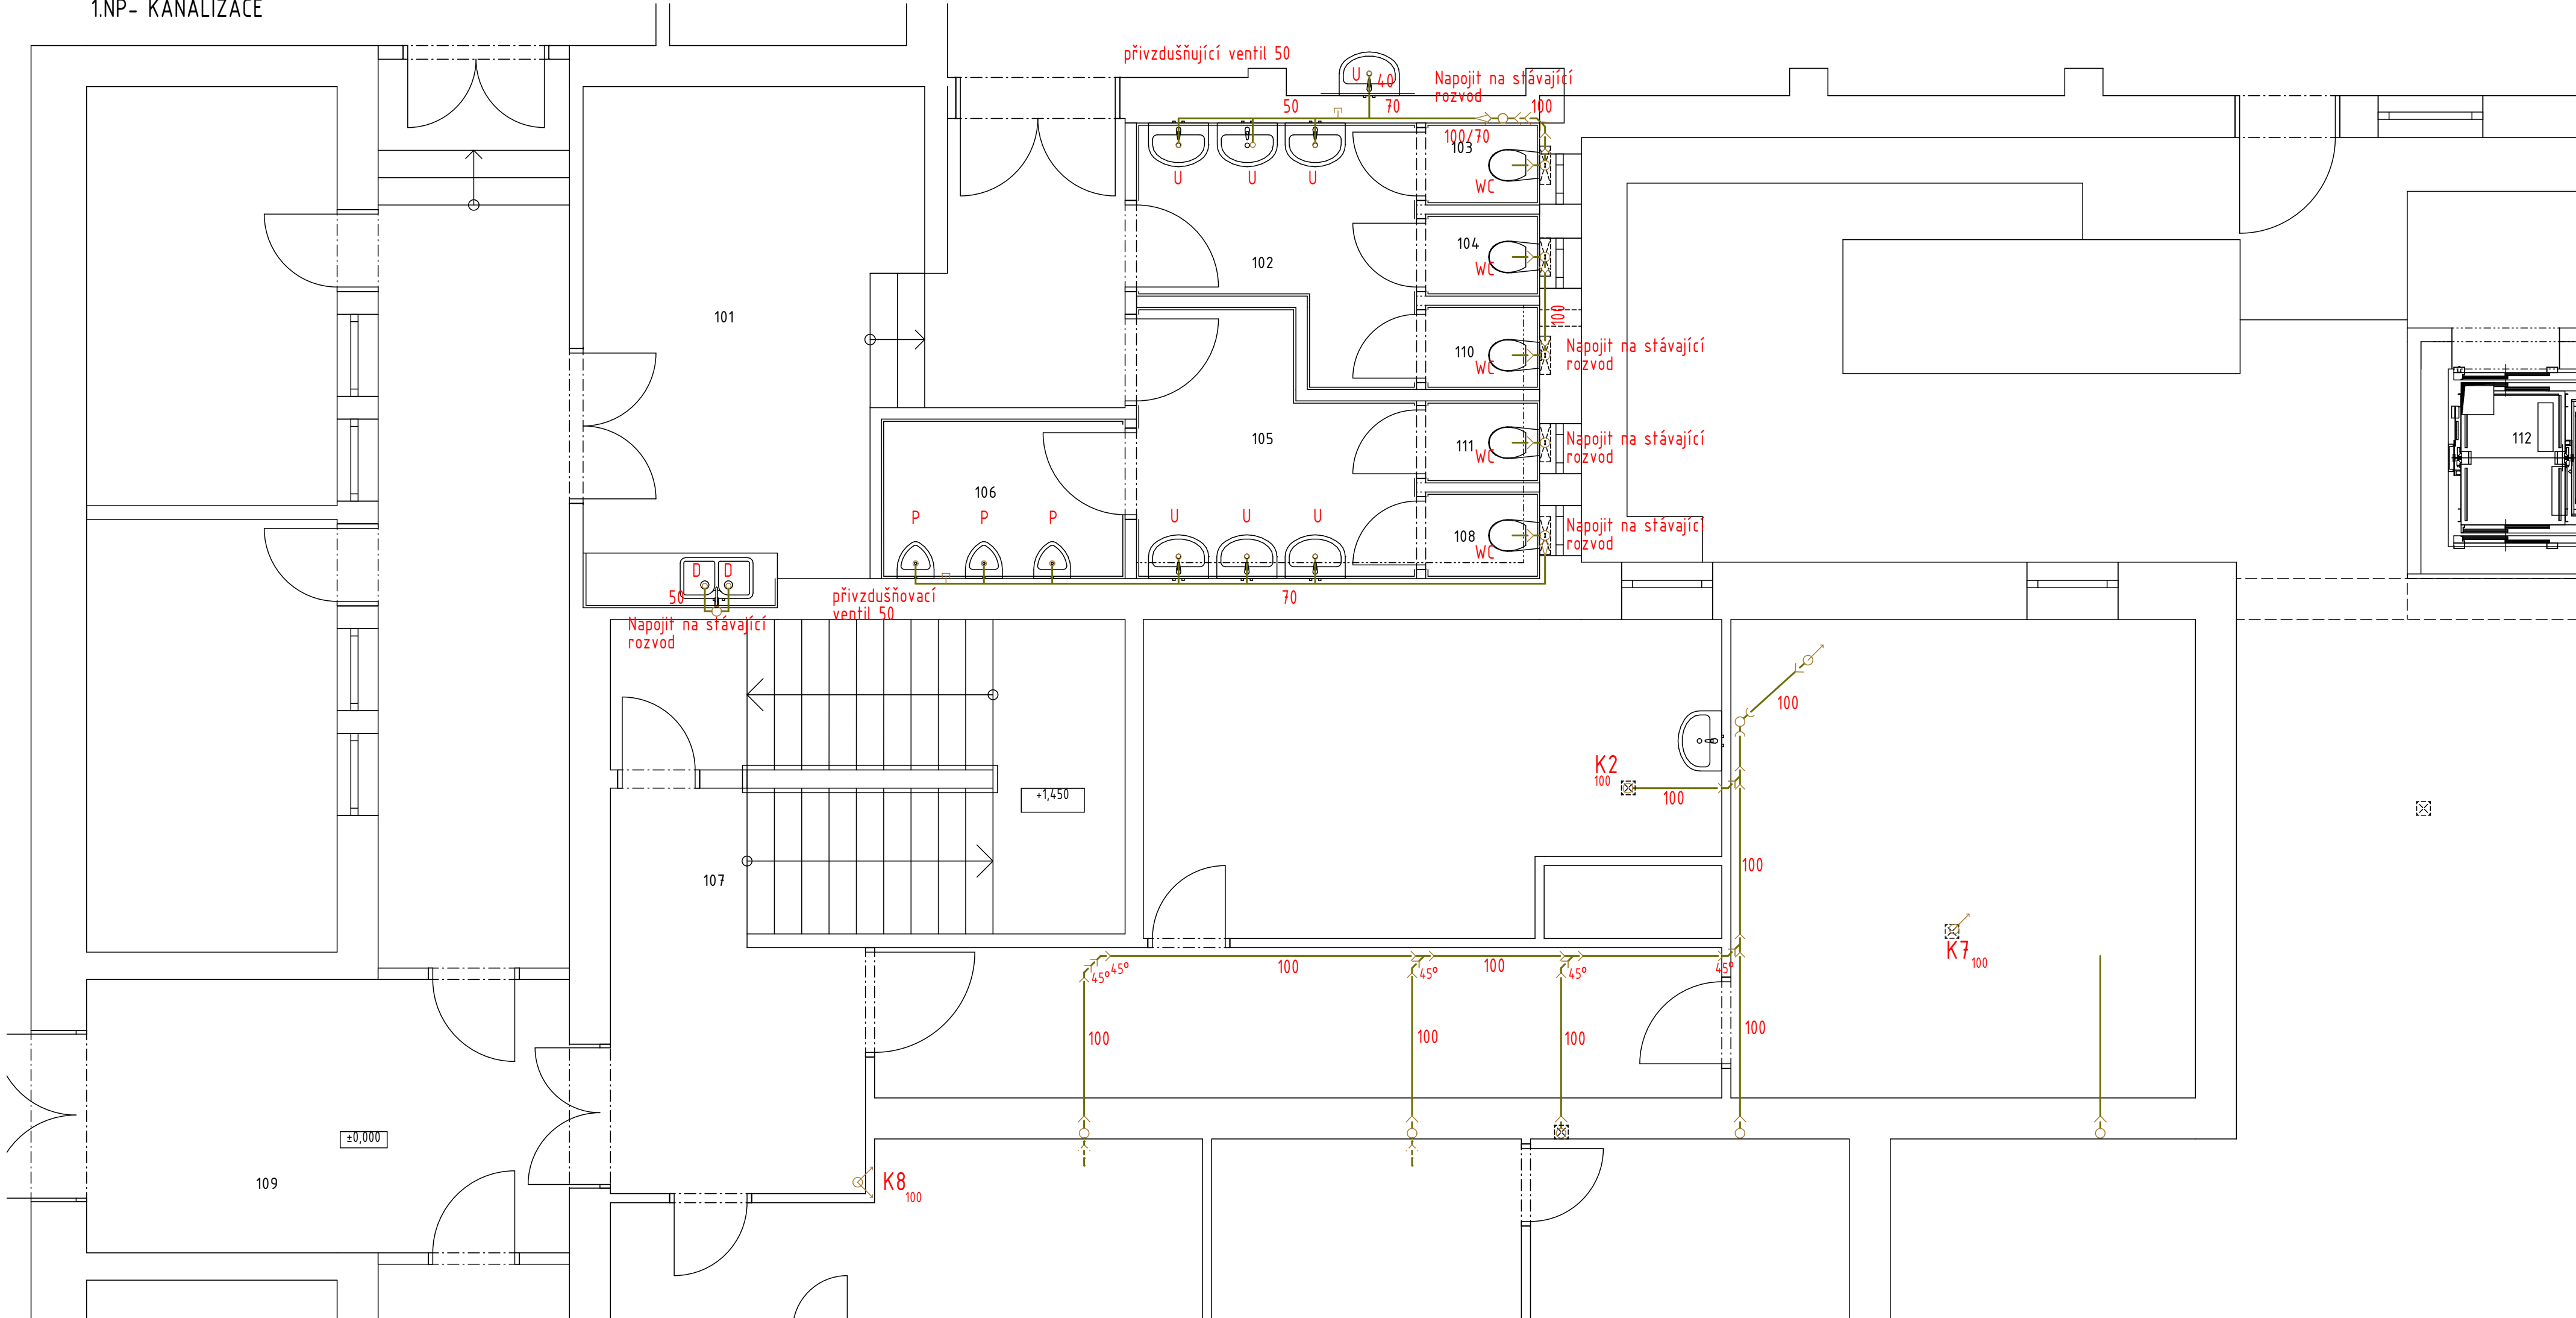 1.NP- KANALIZACE
přivzdušňující ventil 50
U
40
Napojit na stávající
rozvod
50
70
100
100/70
103
U
U
U
WC
104
102
WC
101
100
110
WC
Napojit na stávající
rozvod
105
111
WC
Napojit na stávající
rozvod
112
106
P
P
P
U
U
U
108
WC
Napojit na stávající
rozvod
D
D
50
přivzdušňovací
ventil 50
70
Napojit na stávající
rozvod
100
K2
100
100
+1,450
100
107
K7
100
45°
45°
100
45°
100
45°
45°
100
100
100
100
±0,000
109
K8
100